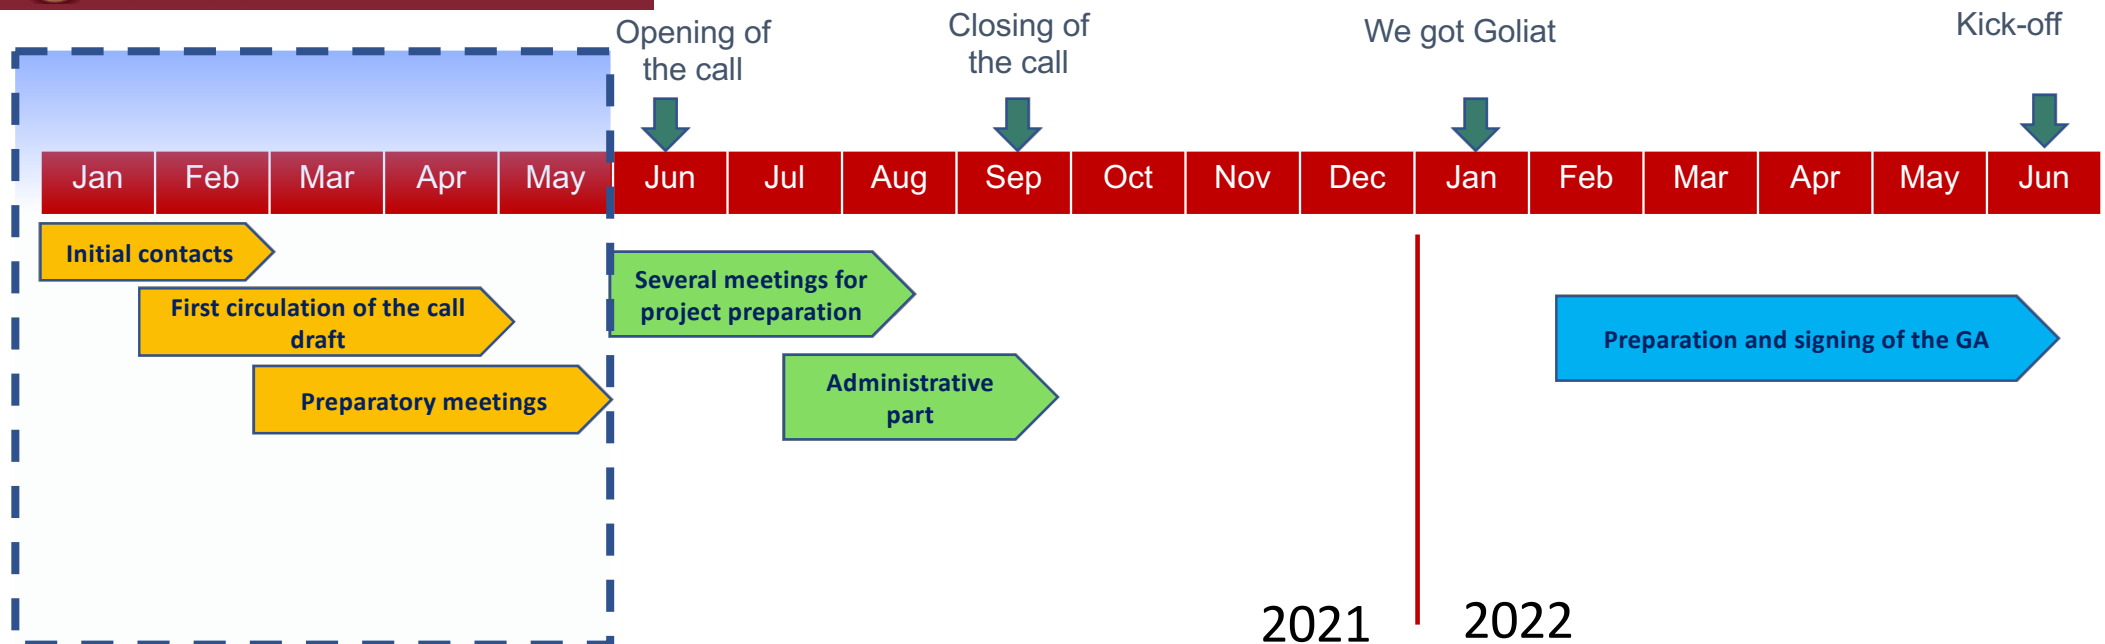 Opening of
the call
Closing of
the call
We got Goliat
Kick-off
Jan Feb Mar Apr May Jun Jul Aug Sep Oct Nov Dec Jan Feb Mar Apr May Jun
Initial contacts
First circulation of the call
draft
Preparatory meetings
Several meetings for
project preparation
Administrative
part
Preparation and signing of the GA
2021
2022